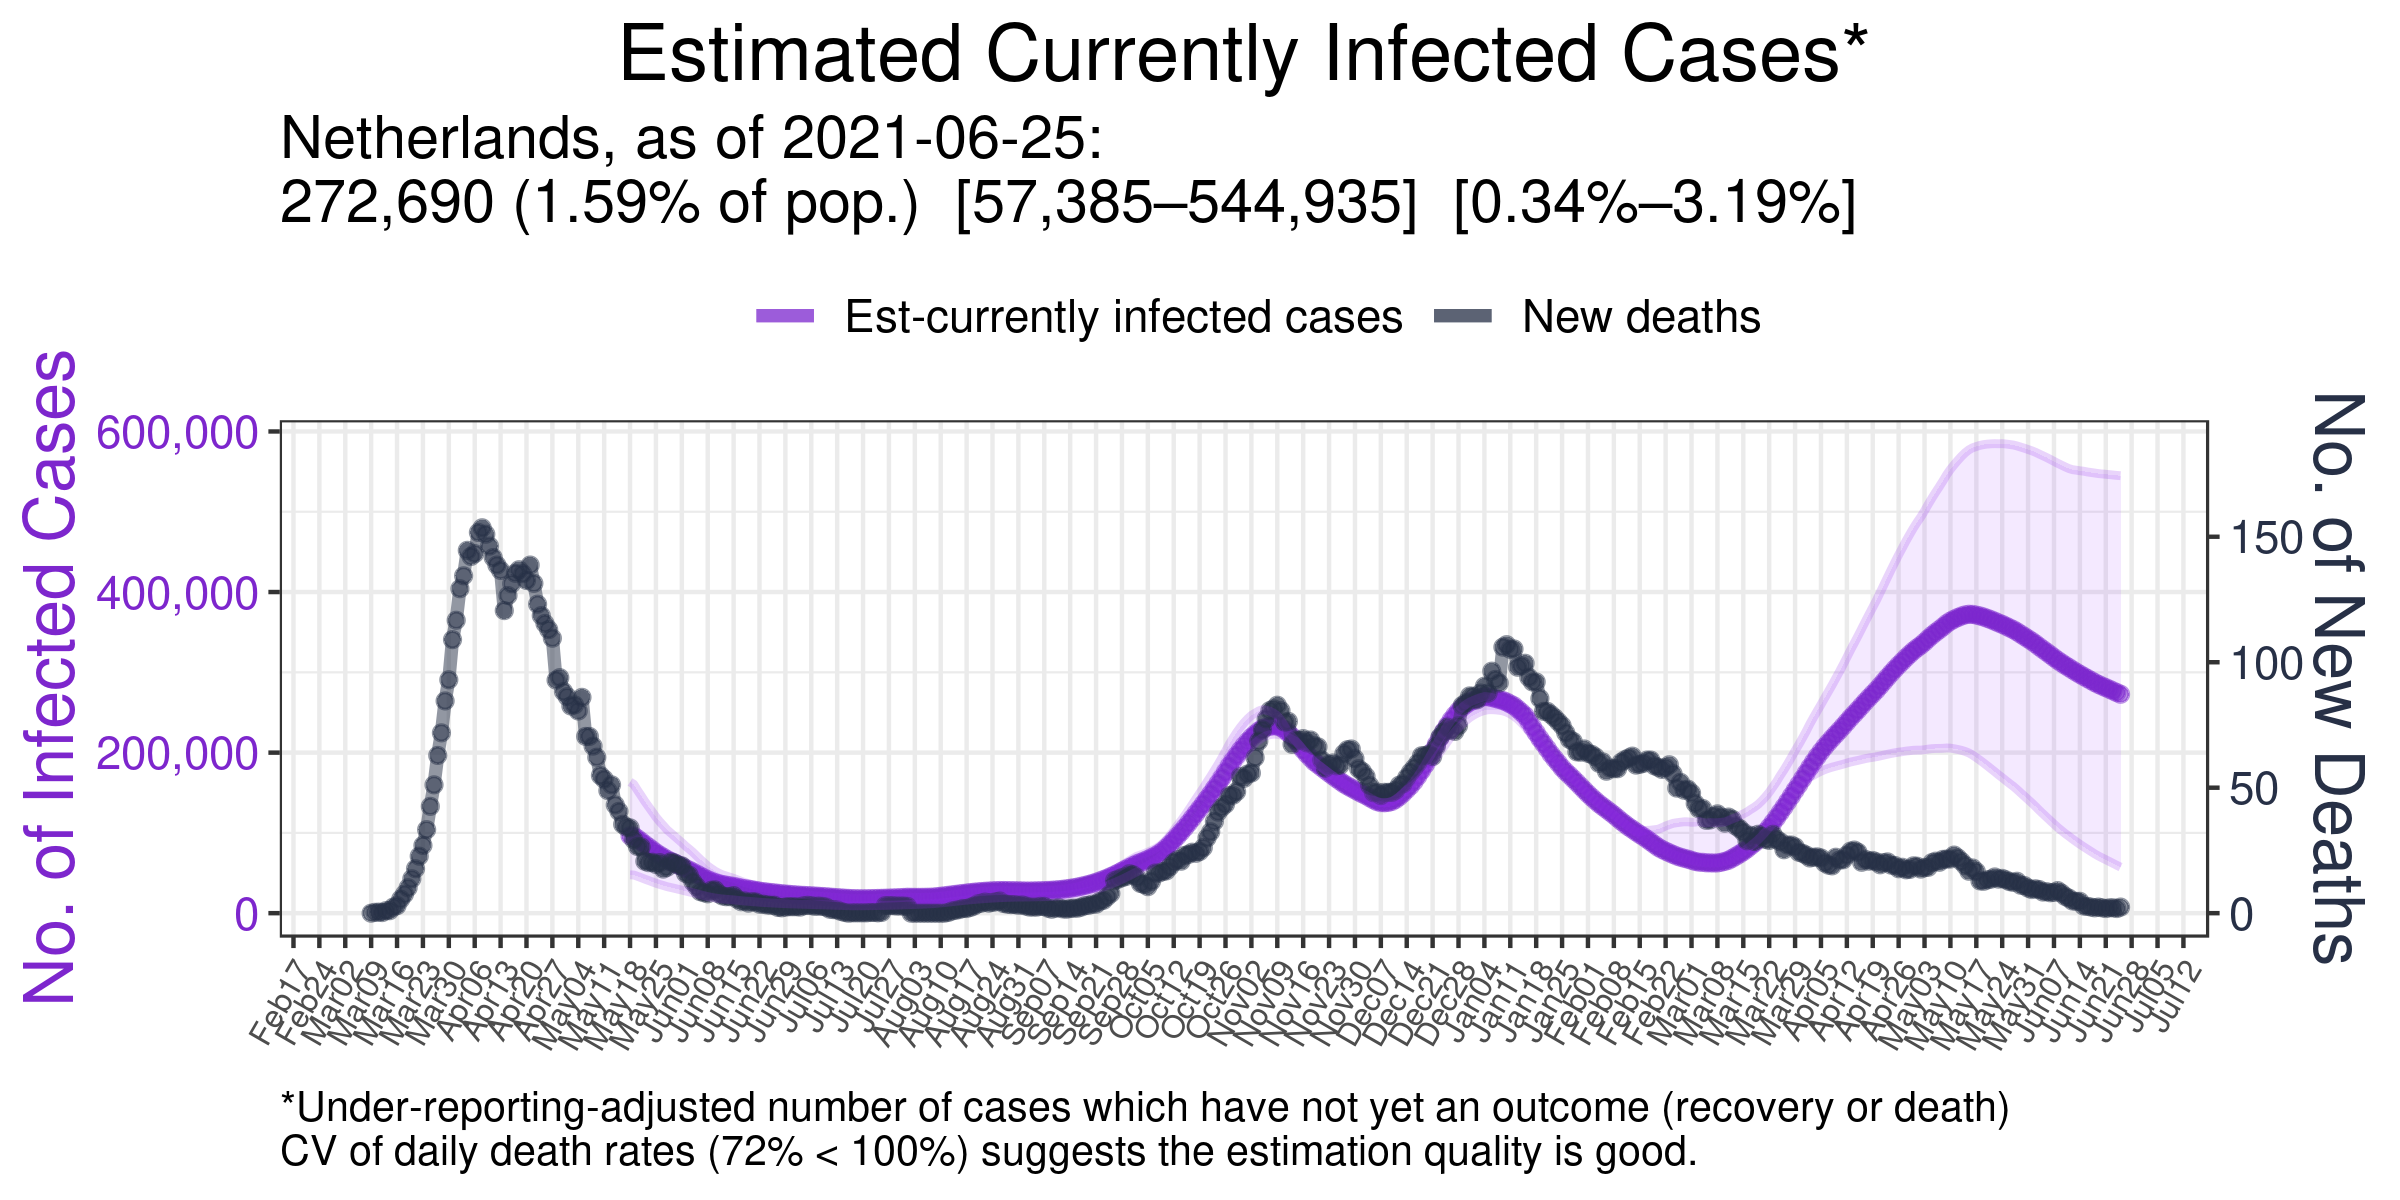 Estimated Currently Infected Cases*
Netherlands, as of 2021-06-25:
272,690 (1.59% of pop.)  [57,385–544,935]  [0.34%–3.19%]
Est-currently infected cases
New deaths
No. of Infected Cases
600,000
400,000
200,000
0
No. of New Deaths
150
100
50
0
Feb17
Feb24
Mar02
Mar09
Mar16
Mar23
Mar30
Apr06
Apr13
Apr20
Apr27
May04
May11
May18
May25
Jun01
Jun08
Jun15
Jun22
Jun29
Jul06
Jul13
Jul20
Jul27
Aug03
Aug10
Aug17
Aug24
Aug31
Sep07
Sep14
Sep21
Sep28
Oct05
Oct12
Oct19
Oct26
Nov02
Nov09
Nov16
Nov23
Nov30
Dec07
Dec14
Dec21
Dec28
Jan04
Jan11
Jan18
Jan25
Feb01
Feb08
Feb15
Feb22
Mar01
Mar08
Mar15
Mar22
Mar29
Apr05
Apr12
Apr19
Apr26
May03
May10
May17
May24
May31
Jun07
Jun14
Jun21
Jun28
Jul05
Jul12
*Under-reporting-adjusted number of cases which have not yet an outcome (recovery or death)
CV of daily death rates (72% < 100%) suggests the estimation quality is good.